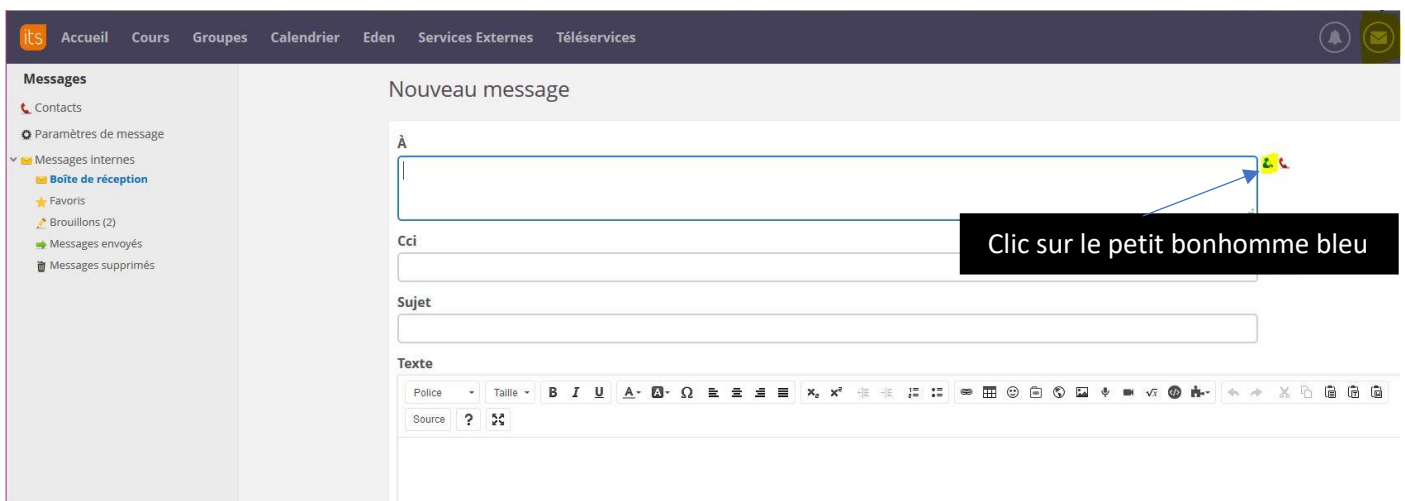 its Accueil Cours Groupes Calendrier Eden Services Externes Téléservices
Messages
Contacts
Paramètres de message
Messages internes
Boîte de réception
Favoris
Brouillons (2)
Messages envoyés
Messages supprimés
Nouveau message
À
Clic sur le petit bonhomme bleu
Cci
Sujet
Texte
Police Taille B I U A A Ω x₂ x² √x
Source ?